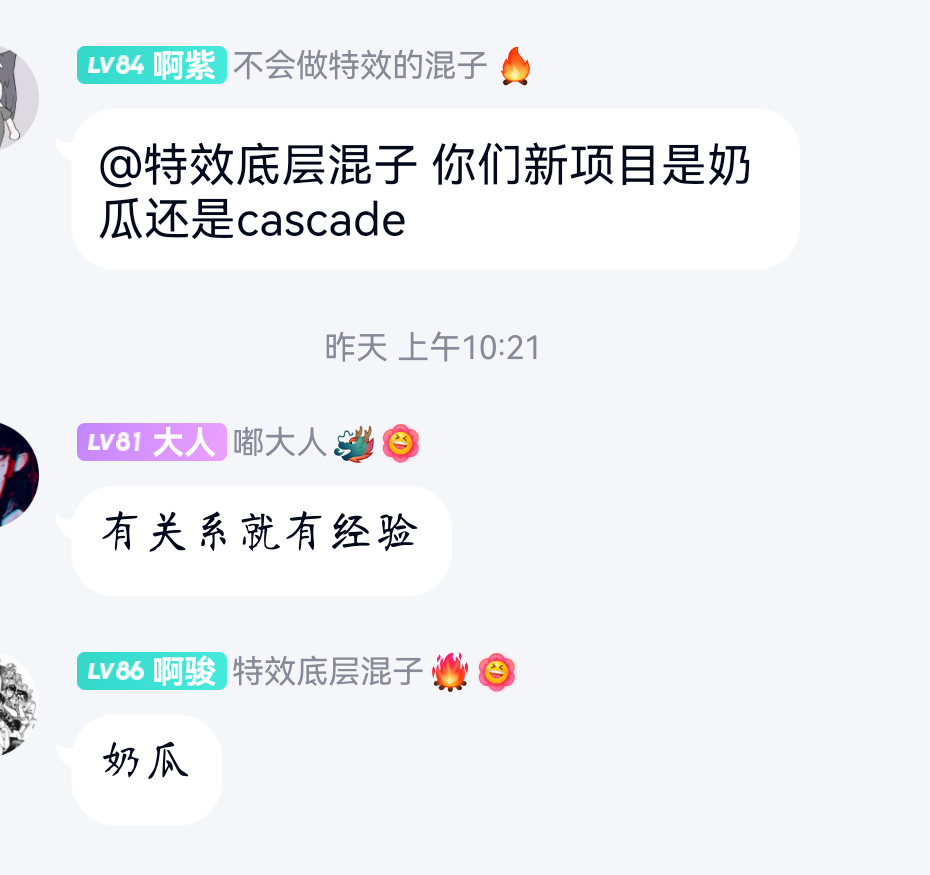 LV84 啊紫 不会做特效的混子
@特效底层混子 你们新项目是奶
瓜还是cascade
昨天 上午10:21
LV81 大人 嘟大人
有关系就有经验
LV86 啊骏 特效底层混子
奶瓜